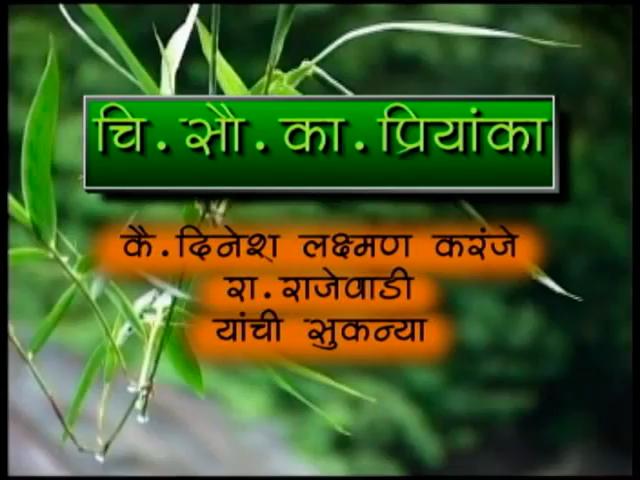 चि.सौ.का.प्रियांका
कै.दिनेश लक्ष्मण करंजे
रा.राजेवाडी
यांची सुकन्या